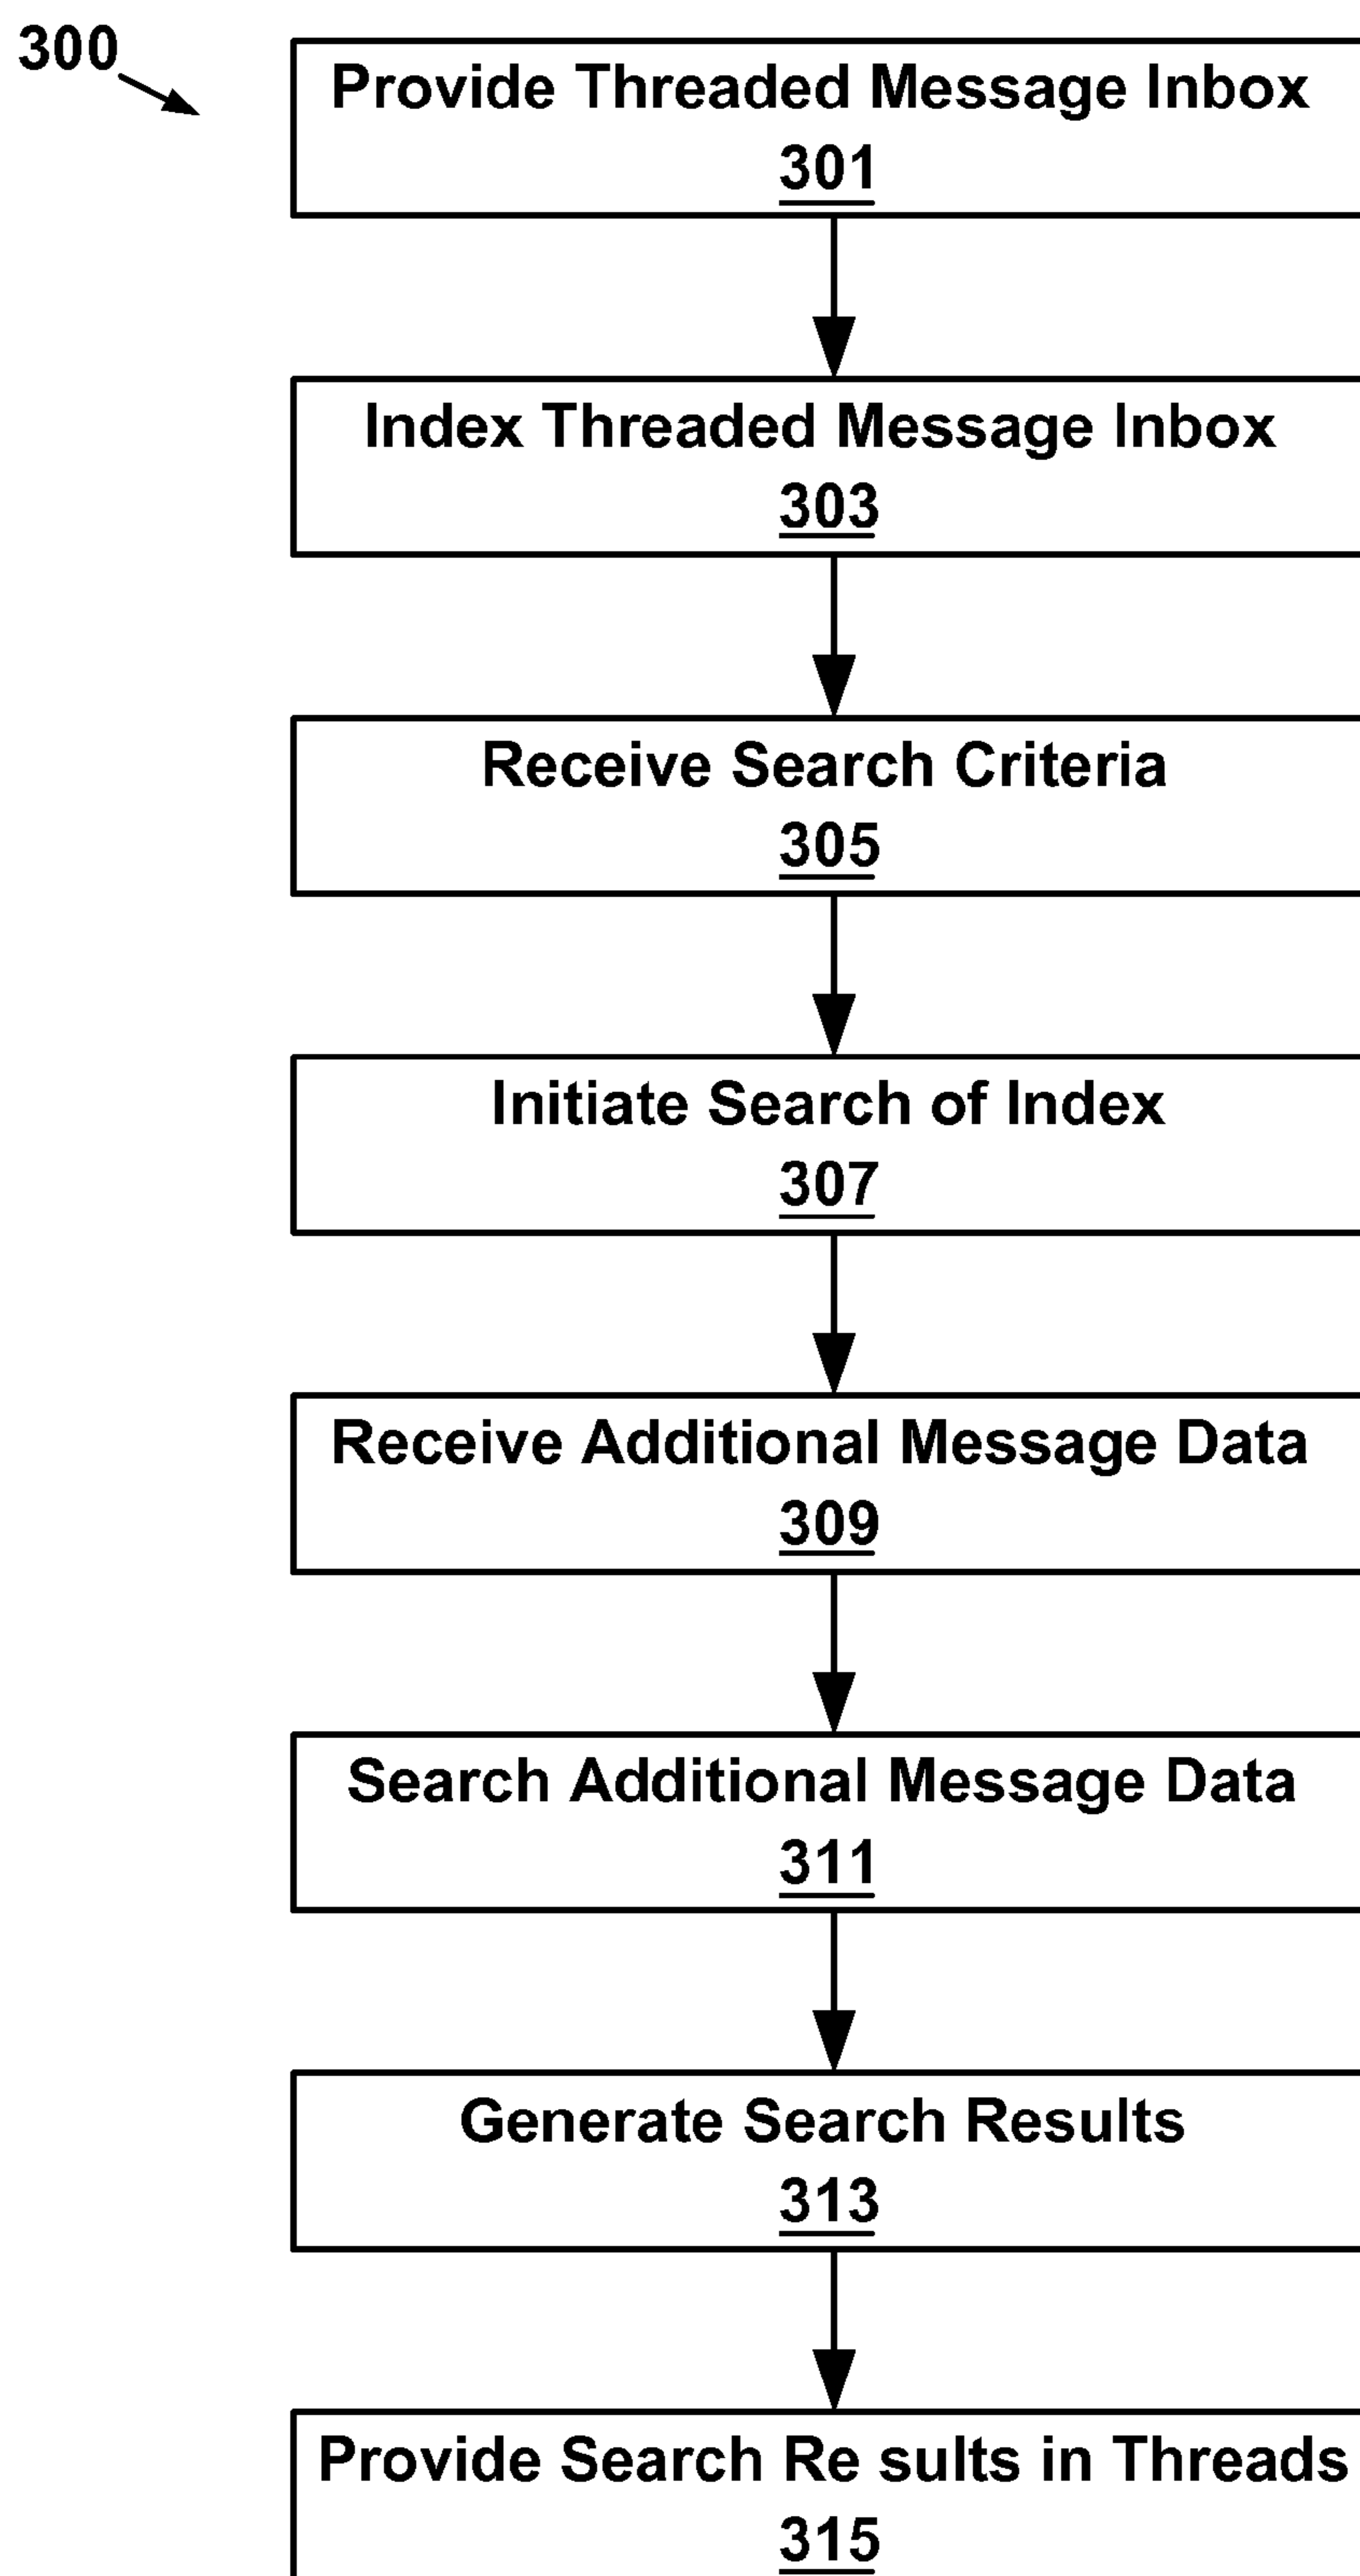 300
Provide Threaded Message Inbox
301
Index Threaded Message Inbox
303
Receive Search Criteria
305
Initiate Search of Index
307
Receive Additional Message Data
309
Search Additional Message Data
311
Generate Search Results
313
Provide Search Re sults in Threads
315